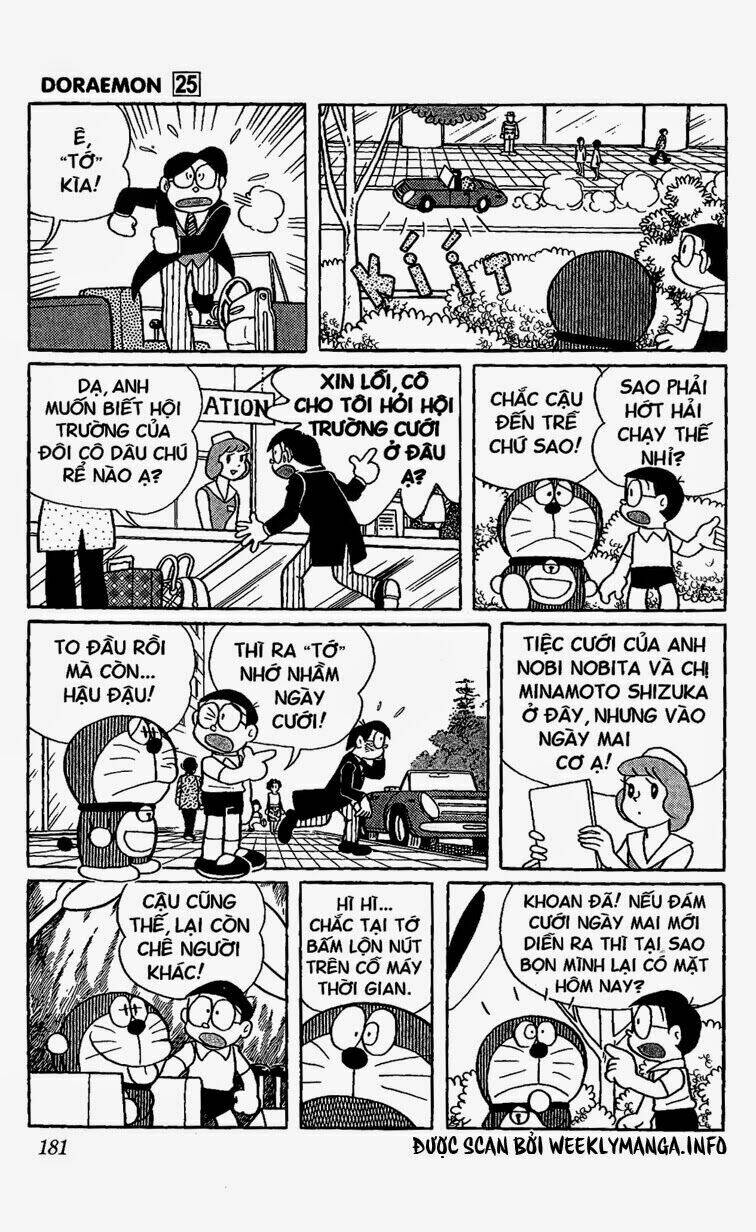 DORAEMON 25
KÍÍT
Ê,
"TỚ"
KÌA!
SAO PHẢI
HỚT HẢI
CHẠY THẾ
NHỈ?
CHẮC CẬU
ĐẾN TRỄ
CHỨ SAO!
XIN LỖI, CÔ
CHO TÔI HỎI HỘI
TRƯỜNG CƯỚI
Ở ĐÂU
Ạ?
ATION
DẠ, ANH
MUỐN BIẾT HỘI
TRƯỜNG CỦA
ĐÔI CÔ DÂU CHÚ
RỂ NÀO Ạ?
TIỆC CƯỚI CỦA ANH
NOBI NOBITA VÀ CHỊ
MINAMOTO SHIZUKA
Ở ĐÂY, NHƯNG VÀO
NGÀY MAI
CƠ Ạ!
THÌ RA "TỚ"
NHỚ NHẦM
NGÀY
CƯỚI!
TO ĐẦU RỒI
MÀ CÒN...
HẬU ĐẬU!
KHOAN ĐÃ! NẾU ĐÁM
CƯỚI NGÀY MAI MỚI
DIỄN RA THÌ TẠI SAO
BỌN MÌNH LẠI CÓ MẶT
HÔM NAY?
HÌ HÌ...
CHẮC TẠI TỚ
BẤM LỘN NÚT
TRÊN CỖ MÁY
THỜI GIAN.
CẬU CŨNG
THẾ, LẠI CÒN
CHÊ NGƯỜI
KHÁC!
181
ĐƯỢC SCAN BỞI WEEKLYMANGA.INFO